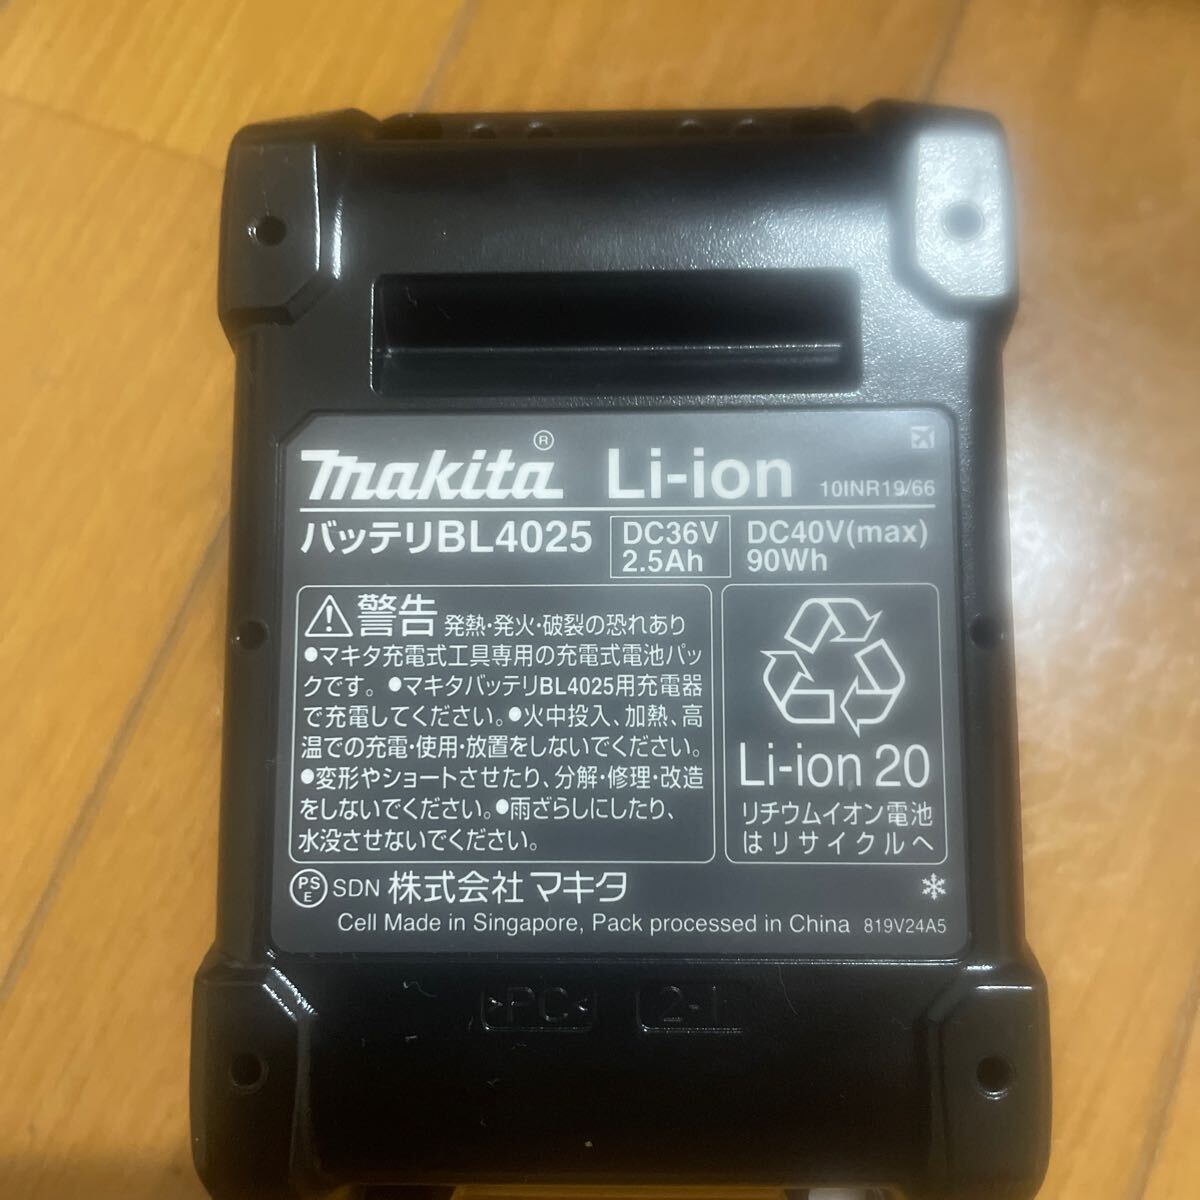 makita® Li-ion 10INR19/66
バッテリBL4025 DC36V 2.5Ah DC40V(max) 90Wh
警告 発熱・発火・破裂の恐れあり
●マキタ充電式工具専用の充電式電池パッ
クです。●マキタバッテリBL4025用充電器
で充電してください。●火中投入、加熱、高
温での充電・使用・放置をしないでください。
●変形やショートさせたり、分解・修理・改造
をしないでください。●雨ざらしにしたり、
水没させないでください。
Li-ion 20
リチウムイオン電池
はリサイクルへ
PSE SDN 株式会社マキタ
Cell Made in Singapore, Pack processed in China 819V24A5
>PC< 2-1